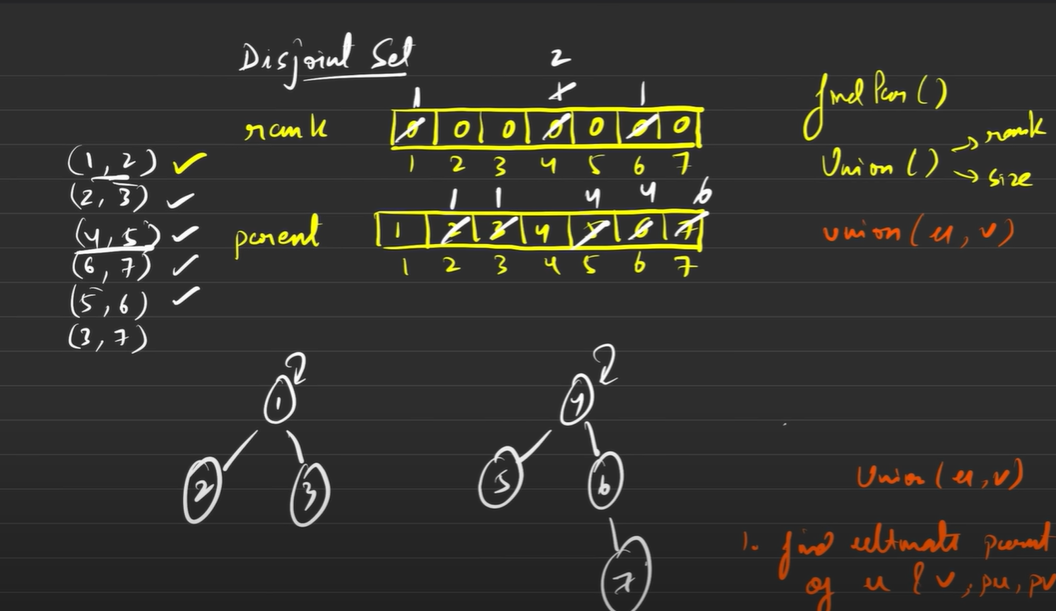 Disjoint Set
2
1 1 1
rank 0 0 0 0 0 0 0
1 2 3 4 5 6 7
1 1 4 4 6
parent 1 2 3 4 5 6 7
1 2 3 4 5 6 7
(1, 2) ✓
(2, 3) ✓
(4, 5) ✓
(6, 7) ✓
(5, 6) ✓
(3, 7)
findPar()
Union() → rank
→ size
union(u, v)
1
2 3
4
5 6
7
Union(u, v)
1. find ultimate parent
of u & v, pu, pv